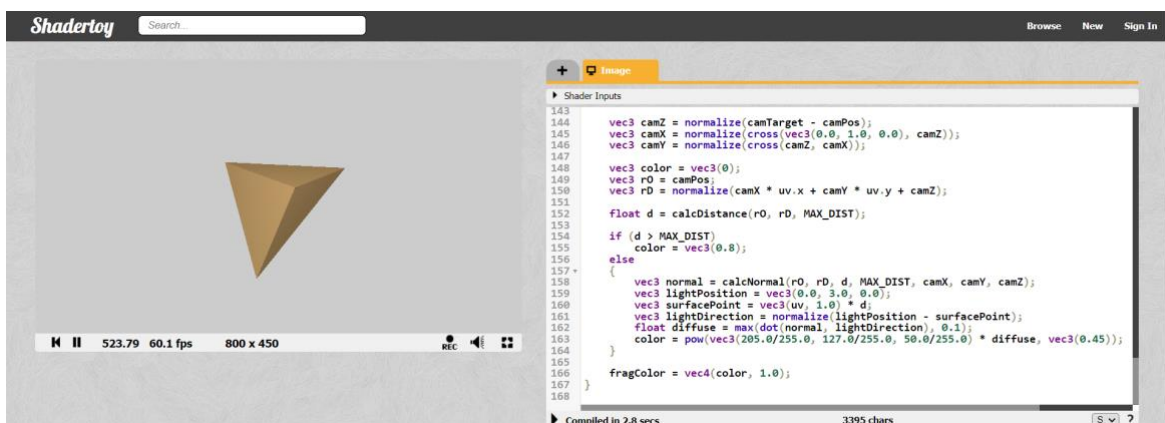 Shadertoy
Search...
Browse New Sign In
+ Image
Shader Inputs
143
144 vec3 camZ = normalize(camTarget - camPos);
145 vec3 camX = normalize(cross(vec3(0.0, 1.0, 0.0), camZ));
146 vec3 camY = normalize(cross(camZ, camX));
147
148 vec3 color = vec3(0);
149 vec3 rO = camPos;
150 vec3 rD = normalize(camX * uv.x + camY * uv.y + camZ);
151
152 float d = calcDistance(rO, rD, MAX_DIST);
153
154 if (d > MAX_DIST)
155 color = vec3(0.8);
156 else
157 {
158 vec3 normal = calcNormal(rO, rD, d, MAX_DIST, camX, camY, camZ);
159 vec3 lightPosition = vec3(0.0, 3.0, 0.0);
160 vec3 surfacePoint = vec3(uv, 1.0) * d;
161 vec3 lightDirection = normalize(lightPosition - surfacePoint);
162 float diffuse = max(dot(normal, lightDirection), 0.1);
163 color = pow(vec3(205.0/255.0, 127.0/255.0, 50.0/255.0) * diffuse, vec3(0.45));
164 }
165
166 fragColor = vec4(color, 1.0);
167 }
168
523.79 60.1 fps 800 x 450 REC
Compiled in 2.8 secs 3395 chars S ?